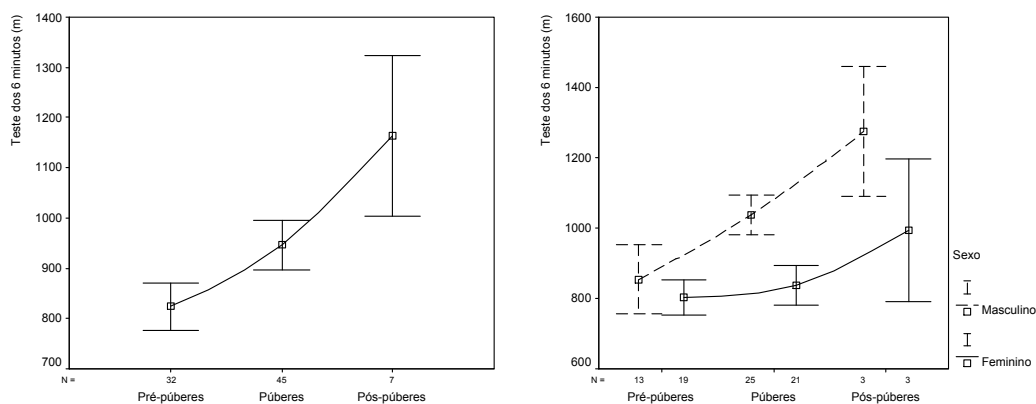 Teste dos 6 minutos (m)
1400
1300
1200
1100
1000
900
800
700
N = 32 45 7
Pré-púberes Púberes Pós-púberes
Teste dos 6 minutos (m)
1600
1400
1200
1000
800
600
N = 13 19 25 21 3 3
Pré-púberes Púberes Pós-púberes
Sexo
Masculino
Feminino